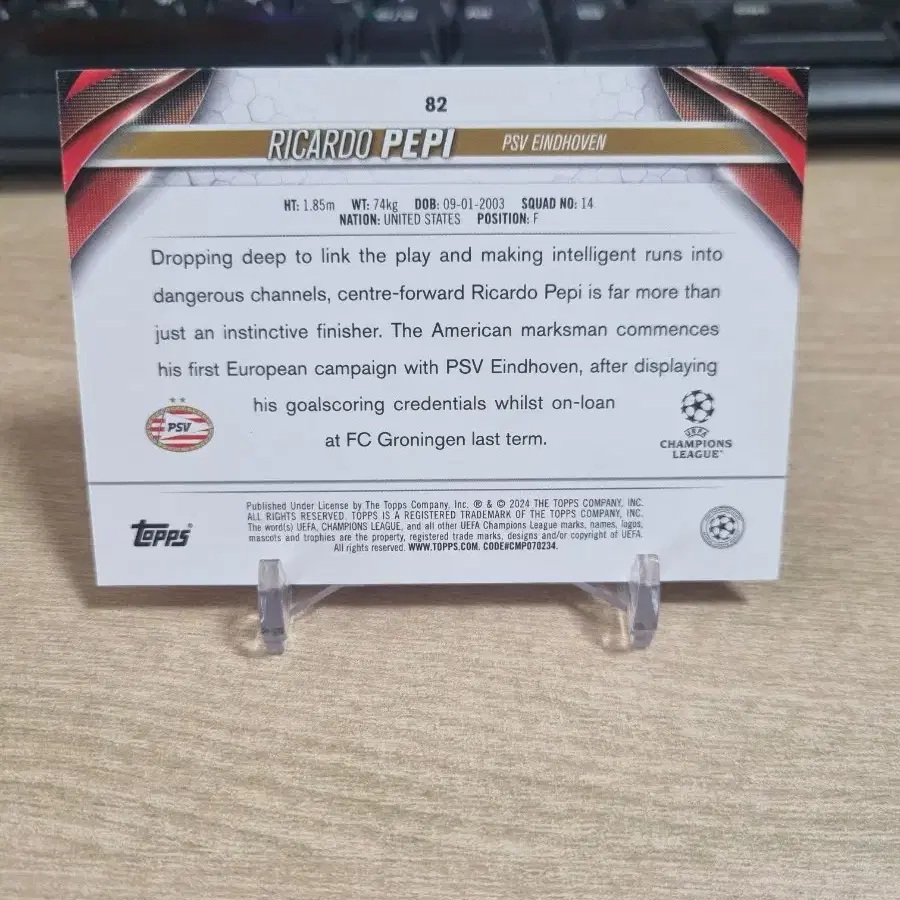 82
RICARDO PEPI PSV EINDHOVEN
HT: 1.85m WT: 74kg DOB: 09-01-2003 SQUAD NO: 14
NATION: UNITED STATES POSITION: F
Dropping deep to link the play and making intelligent runs into
dangerous channels, centre-forward Ricardo Pepi is far more than
just an instinctive finisher. The American marksman commences
his first European campaign with PSV Eindhoven, after displaying
his goalscoring credentials whilst on-loan
at FC Groningen last term.
PSV
UEFA
CHAMPIONS
LEAGUE
topps
Published Under License by The Topps Company, Inc. ® & © 2024 THE TOPPS COMPANY, INC.
ALL RIGHTS RESERVED. TOPPS IS A REGISTERED TRADEMARK OF THE TOPPS COMPANY, INC.
The word(s) UEFA, CHAMPIONS LEAGUE, and all other UEFA Champions League marks, names, logos,
mascots and trophies are the property, registered trade marks, designs and/or copyright of UEFA.
All rights reserved. WWW.TOPPS.COM. CODE#CMP070234.